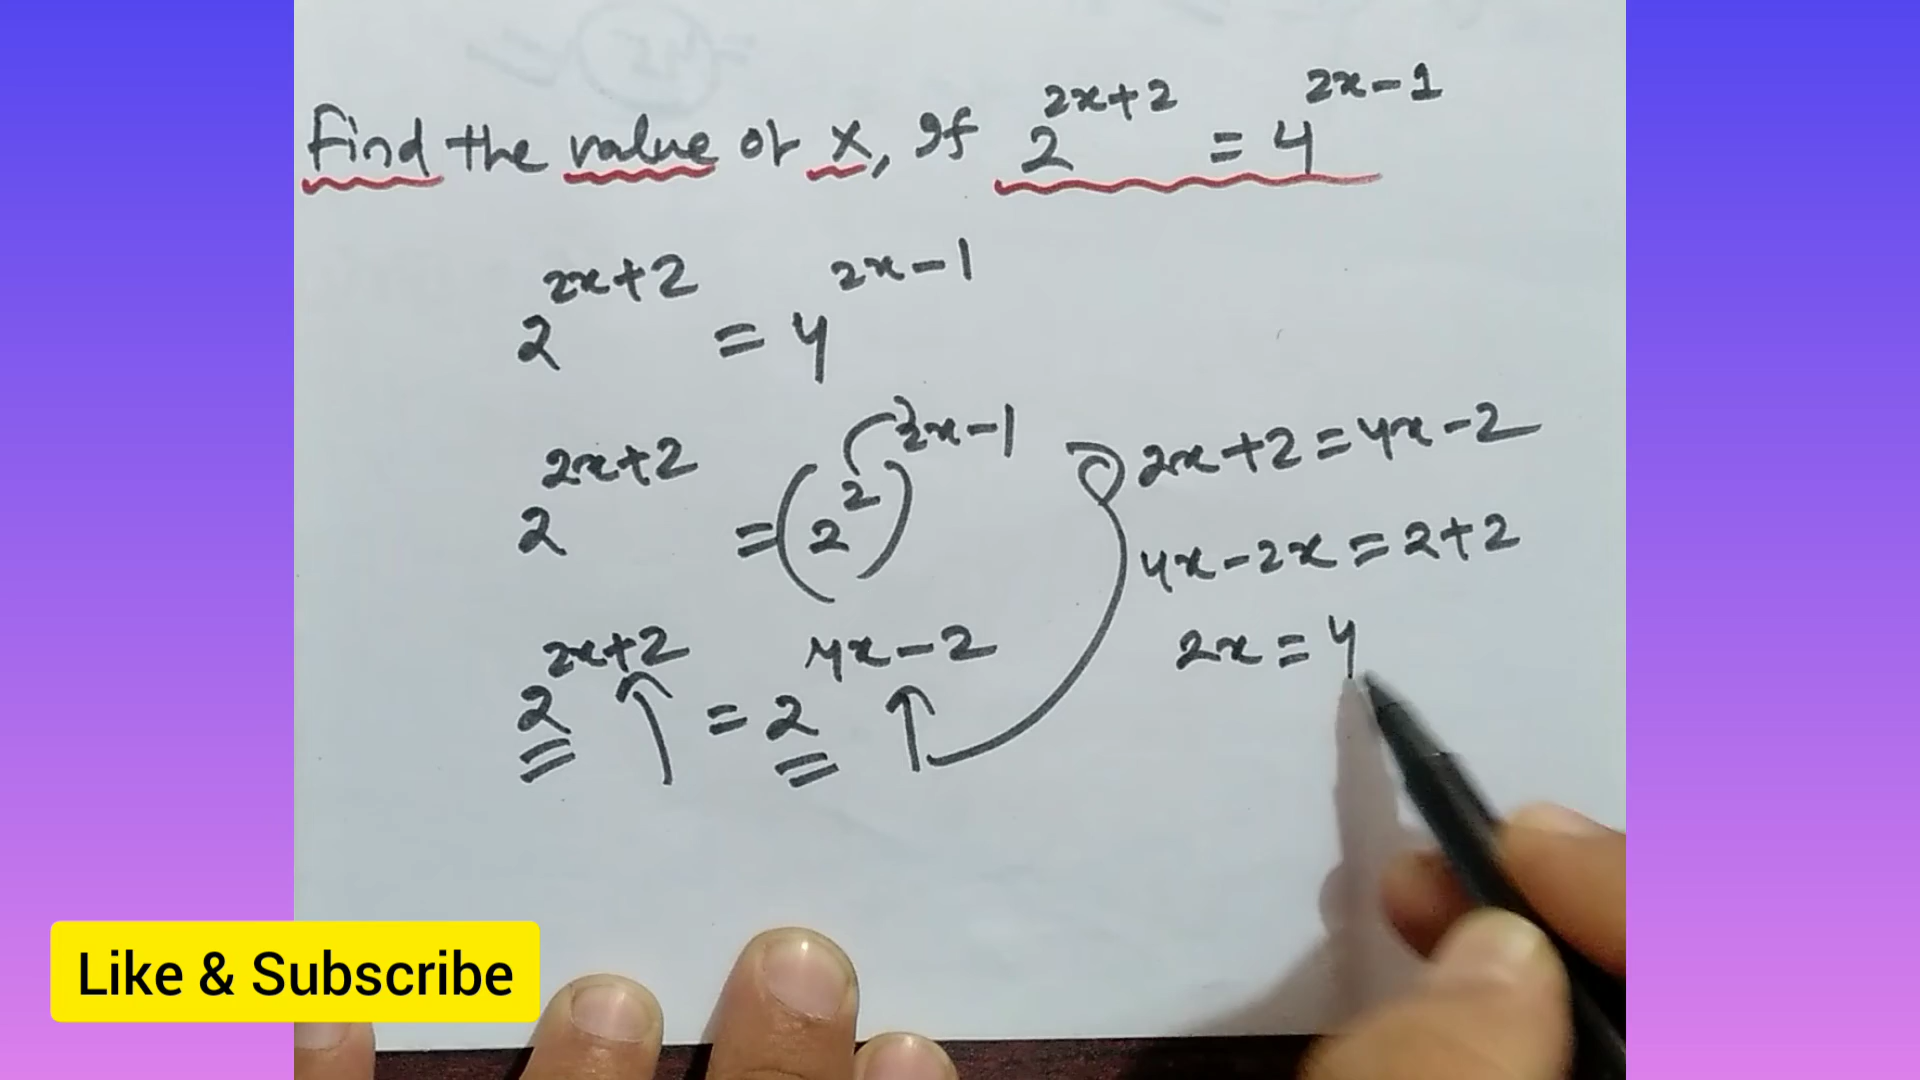 Find the value of x, If 2^{2x+2} = 4^{2x-1}
2^{2x+2} = 4^{2x-1}
2^{2x+2} = (2^2)^{2x-1}
2^{2x+2} = 2^{4x-2}
2x+2=4x-2
4x-2x=2+2
2x=4
Like & Subscribe